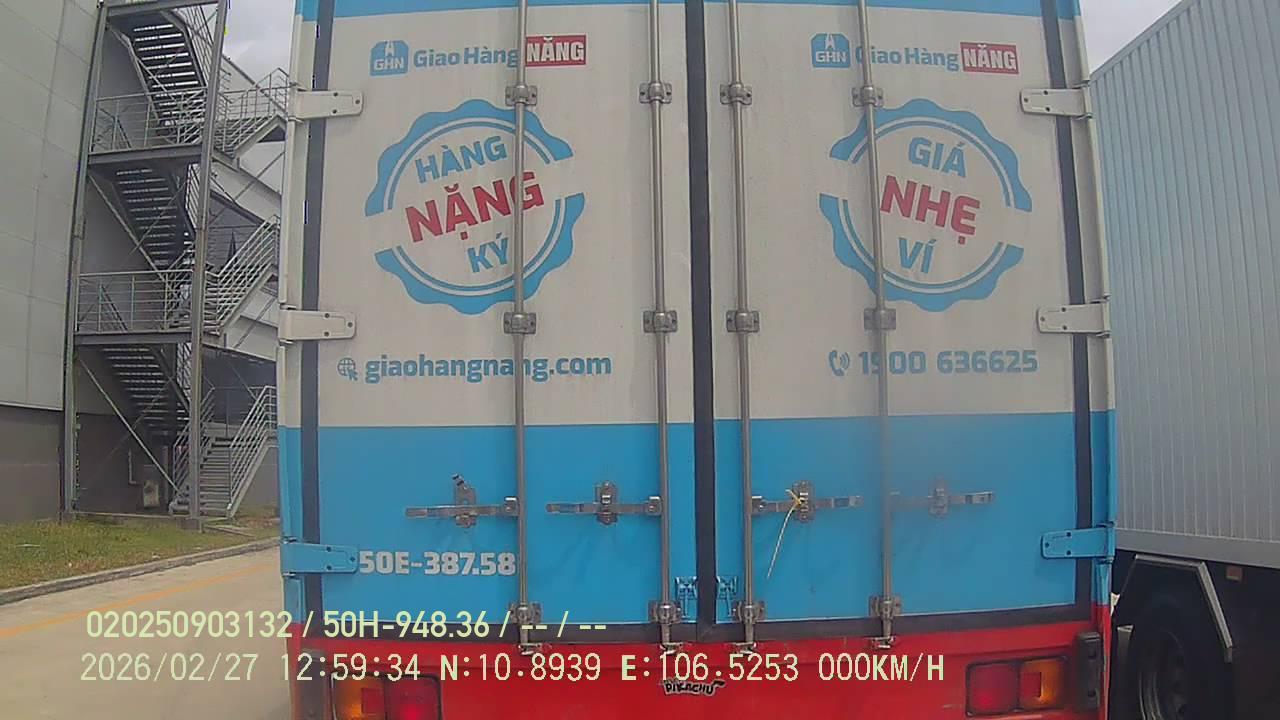 GHN Giao Hàng NẶNG
GHN Giao Hàng NẶNG
HÀNG
NẶNG
KÝ
GIÁ
NHẸ
VÍ
giaohangnang.com
1900 636625
50E-387.58
020250903132 / 50H-948.36 / -- / --
2026/02/27 12:59:34 N:10.8939 E:106.5253 000KM/H
PIKACHU